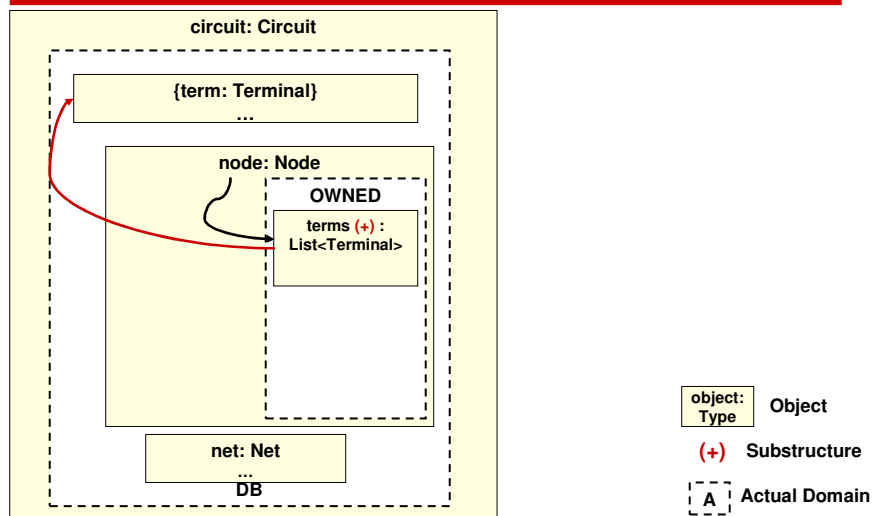 circuit: Circuit
{term: Terminal}
...
node: Node
OWNED
terms (+) :
List<Terminal>
net: Net
...
DB
object:
Type
Object
(+) Substructure
A Actual Domain